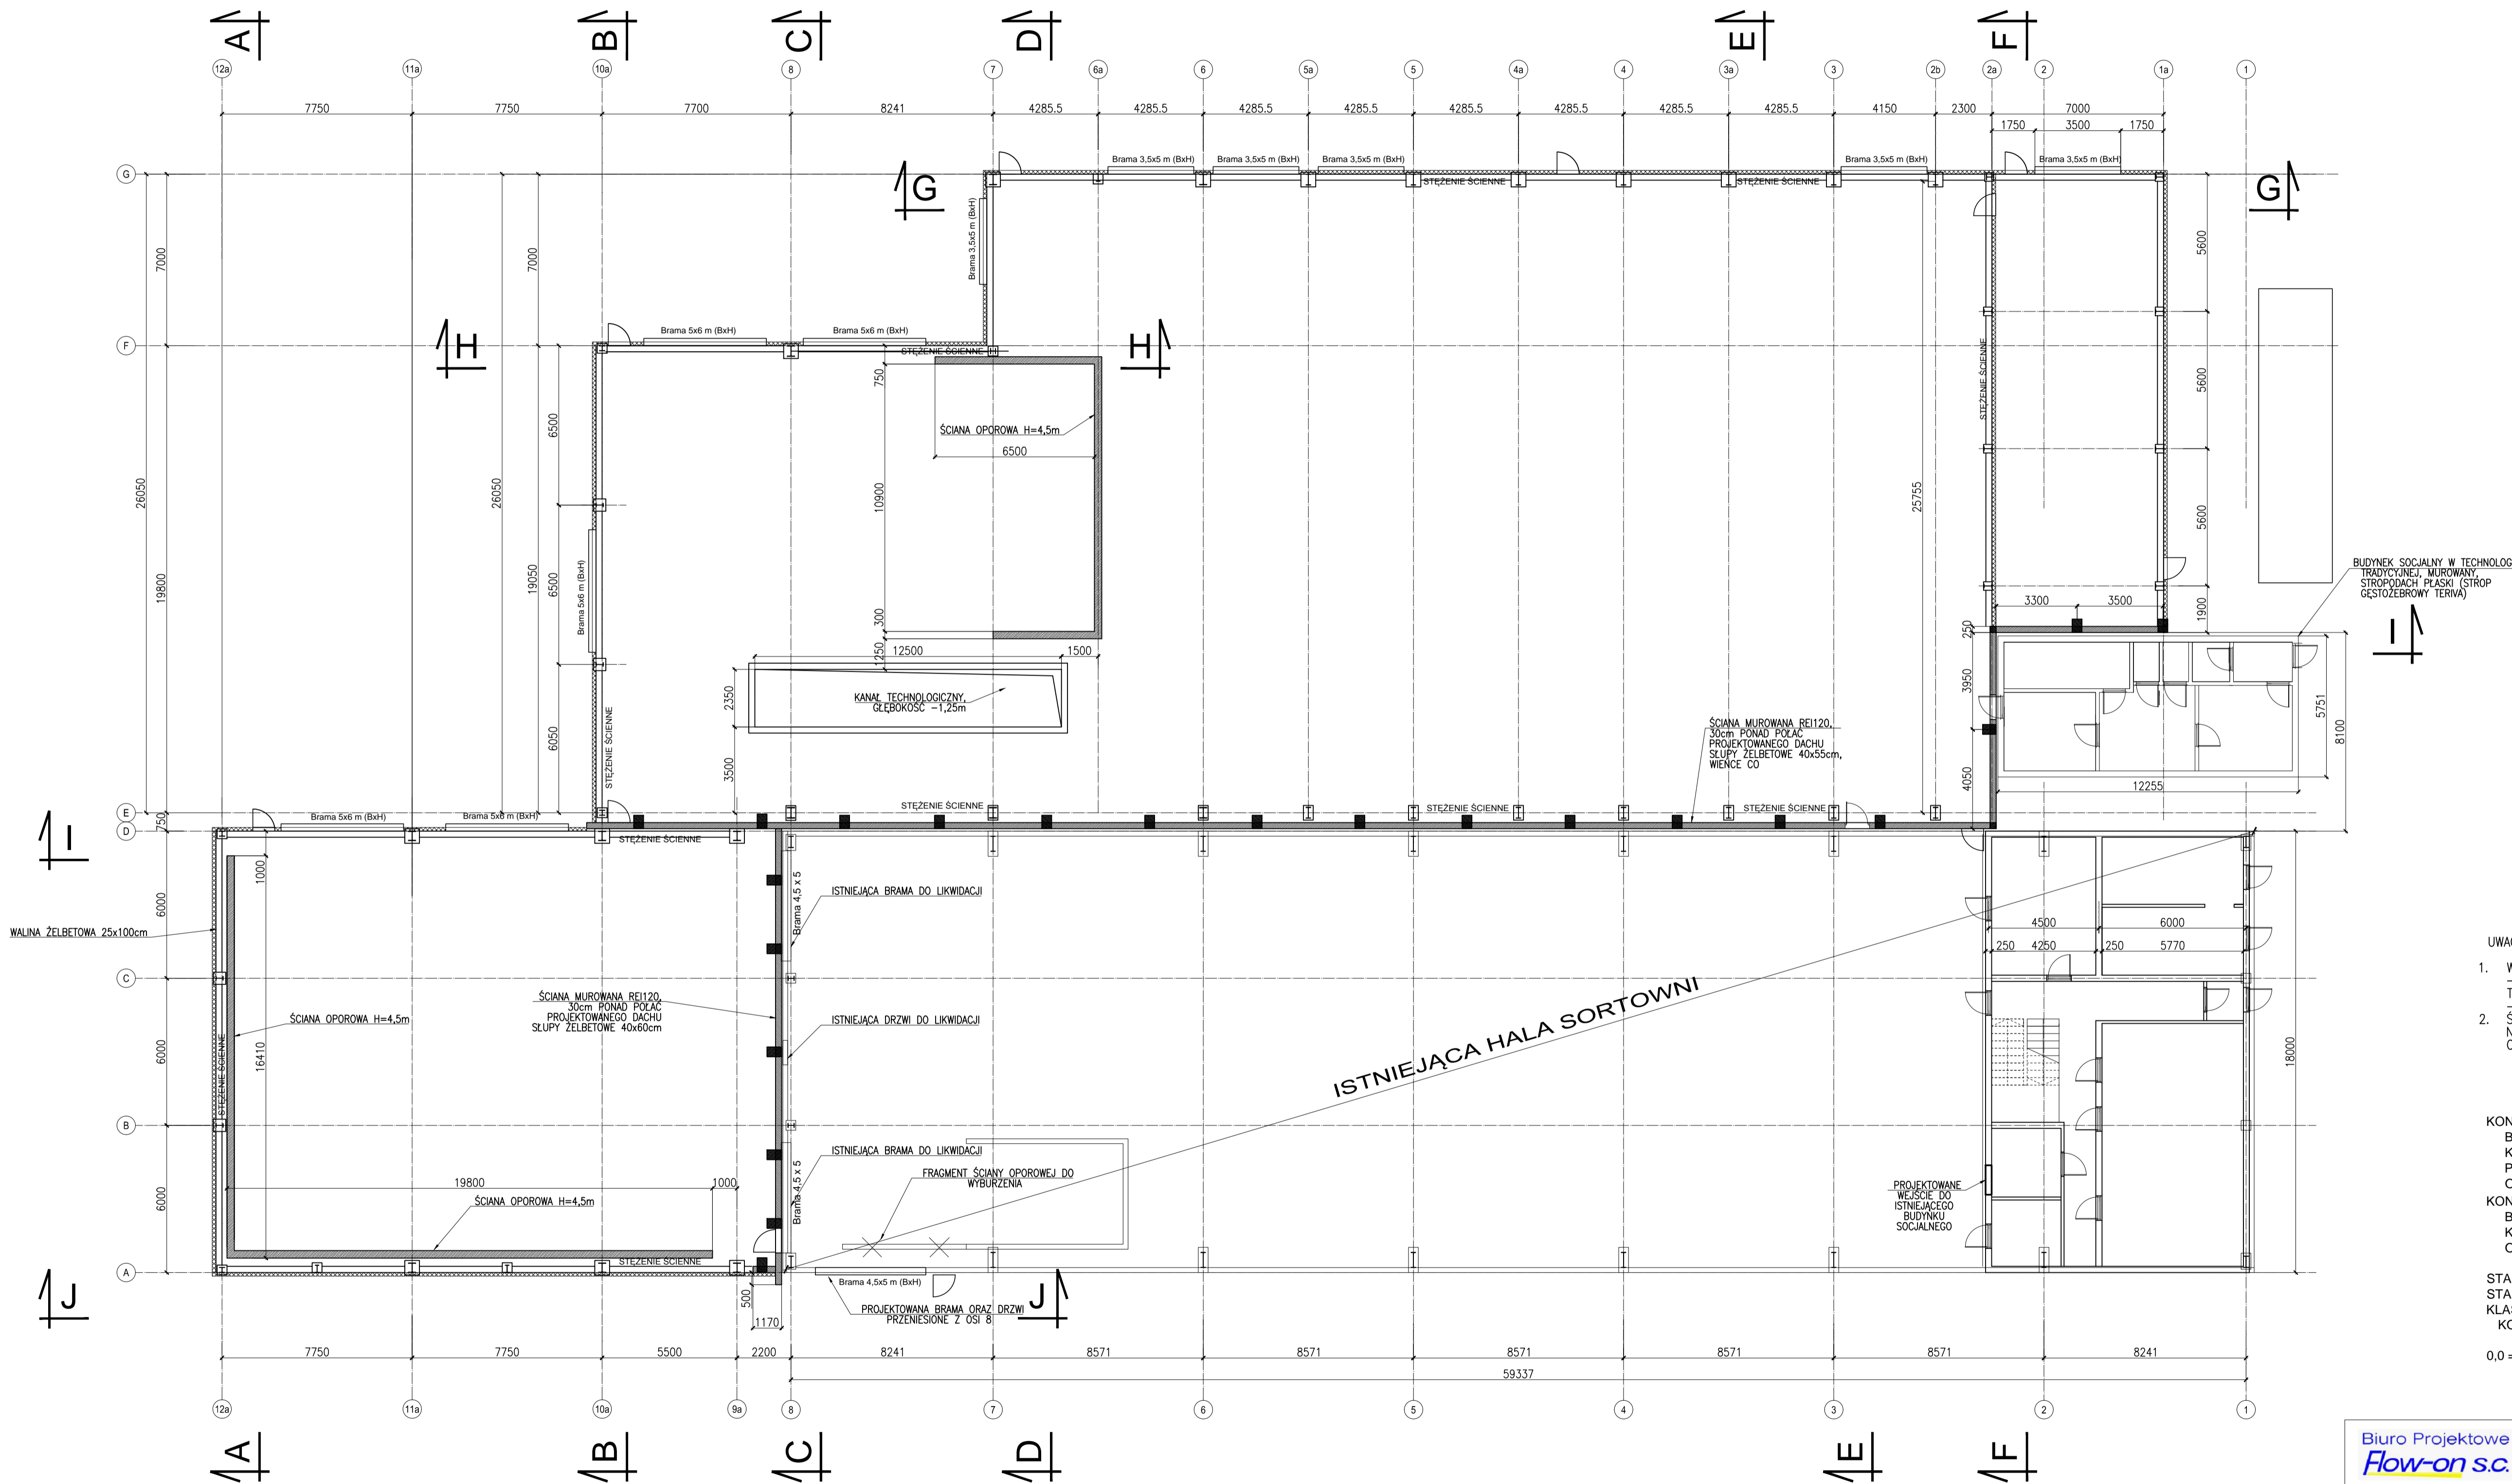 A
B
C
D
E
F
12a
11a
10a
8
7
6a
6
5a
5
4a
4
3a
3
2b
2a
2
1a
1
7750
7750
7700
8241
4285.5
4285.5
4285.5
4285.5
4285.5
4285.5
4285.5
4285.5
4150
2300
7000
1750
3500
1750
Brama 3,5x5 m (BxH)
Brama 3,5x5 m (BxH)
Brama 3,5x5 m (BxH)
Brama 3,5x5 m (BxH)
Brama 3,5x5 m (BxH)
G
G
G
STĘŻENIE ŚCIENNE
STĘŻENIE ŚCIENNE
Brama 3,5x5 m (BxH)
7000
7000
5600
H
H
Brama 5x6 m (BxH)
Brama 5x6 m (BxH)
F
STĘŻENIE ŚCIENNE
STĘŻENIE ŚCIENNE
750
5600
6500
ŚCIANA OPOROWA H=4,5m
6500
26050
26050
10900
25755
5600
19800
19050
6500
Brama 5x6 m (BxH)
BUDYNEK SOCJALNY W TECHNOLOG
TRADYCYJNEJ, MUROWANY,
STROPODACH PŁASKI (STROP
GĘSTOŻEBROWY TERIVA)
3300
3500
1900
300
250
I
1250
12500
1500
2350
KANAŁ TECHNOLOGICZNY,
GŁĘBOKOŚĆ -1,25m
3950
5751
8100
6050
STĘŻENIE ŚCIENNE
3500
ŚCIANA MUROWANA REI120,
30cm PONAD POŁAĆ
PROJEKTOWANEGO DACHU
SŁUPY ŻELBETOWE 40x55cm,
WIEŃCE CO
4050
12255
E
STĘŻENIE ŚCIENNE
STĘŻENIE ŚCIENNE
STĘŻENIE ŚCIENNE
750
D
I
Brama 5x6 m (BxH)
Brama 5x6 m (BxH)
STĘŻENIE ŚCIENNE
1000
6000
Brama 4,5 x 5
ISTNIEJĄCA BRAMA DO LIKWIDACJI
WALINA ŻELBETOWA 25x100cm
4500
6000
250
4250
250
5770
C
ŚCIANA MUROWANA REI120,
30cm PONAD POŁAĆ
PROJEKTOWANEGO DACHU
SŁUPY ŻELBETOWE 40x60cm
ŚCIANA OPOROWA H=4,5m
ISTNIEJĄCA DRZWI DO LIKWIDACJI
ISTNIEJĄCA HALA SORTOWNI
6000
STĘŻENIE ŚCIENNE
16410
18000
B
ISTNIEJĄCA BRAMA DO LIKWIDACJI
FRAGMENT ŚCIANY OPOROWEJ DO
WYBURZENIA
Brama 4,5 x 5
6000
19800
1000
ŚCIANA OPOROWA H=4,5m
PROJEKTOWANE
WEJŚCIE DO
ISTNIEJĄCEGO
BUDYNKU
SOCJALNEGO
STĘŻENIE ŚCIENNE
A
J
500
1170
Brama 4,5x5 m (BxH)
PROJEKTOWANA BRAMA ORAZ DRZWI
PRZENIESIONE Z OSI 8
J
7750
7750
5500
2200
8241
8571
8571
8571
8571
8571
8241
59337
12a
11a
10a
9a
8
7
6
5
4
3
2
1
A
B
C
D
E
F
UWAG
1. W
T
2. Ś
N
O
KON
B
K
P
O
KON
B
K
O
STA
STA
KLAS
KO
0,0 =
Biuro Projektowe
Flow-on s.c.